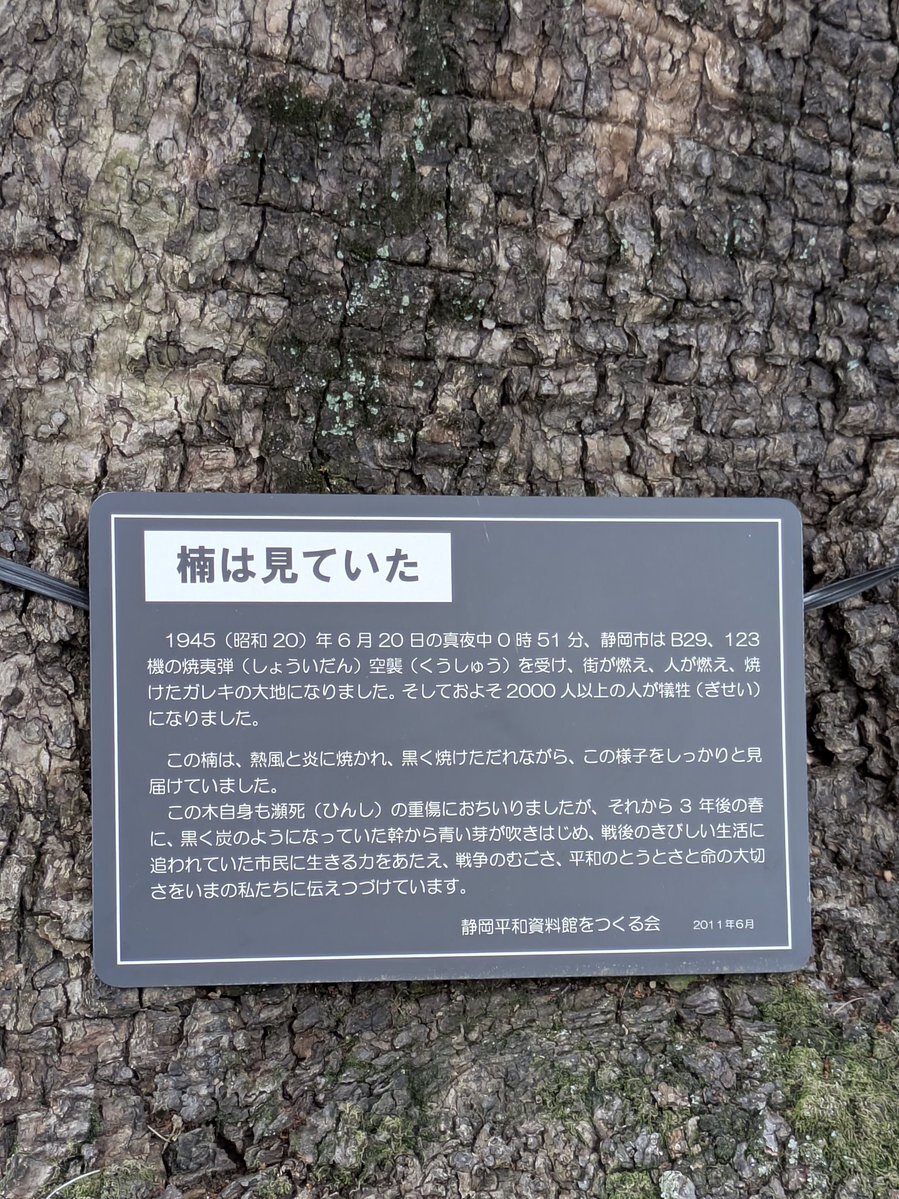 楠は見ていた
1945（昭和20）年6月20日の真夜中0時51分、静岡市はB29、123
機の焼夷弾（しょういだん）空襲（くうしゅう）を受け、街が燃え、人が燃え、焼
けたガレキの大地になりました。そしておよそ2000人以上の人が犠牲（ぎせい）
になりました。
この楠は、熱風と炎に焼かれ、黒く焼けただれながら、この様子をしっかりと見
届けていました。
この木自身も瀕死（ひんし）の重傷におちいりましたが、それから3年後の春
に、黒く炭のようになっていた幹から青い芽が吹きはじめ、戦後のきびしい生活に
追われていた市民に生きる力をあたえ、戦争のむごさ、平和のとうとさと命の大切
さをいまの私たちに伝えつづけています。
静岡平和資料館をつくる会 2011年6月